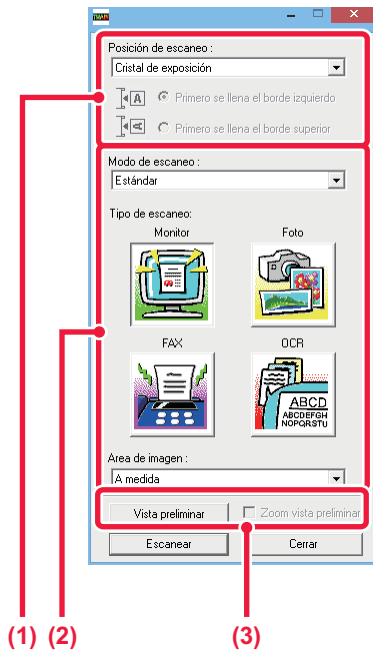 TWAIN
Posición de escaneo :
Cristal de exposición
A Primero se llena el borde izquierdo
A Primero se llena el borde superior
Modo de escaneo :
Estándar
Tipo de escaneo:
Monitor Foto
FAX OCR
ABCD
ABCDEFGH
NOPQRSTU
Area de imagen :
A medida
Vista preliminar Zoom vista preliminar
Escanear Cerrar
(1) (2) (3)